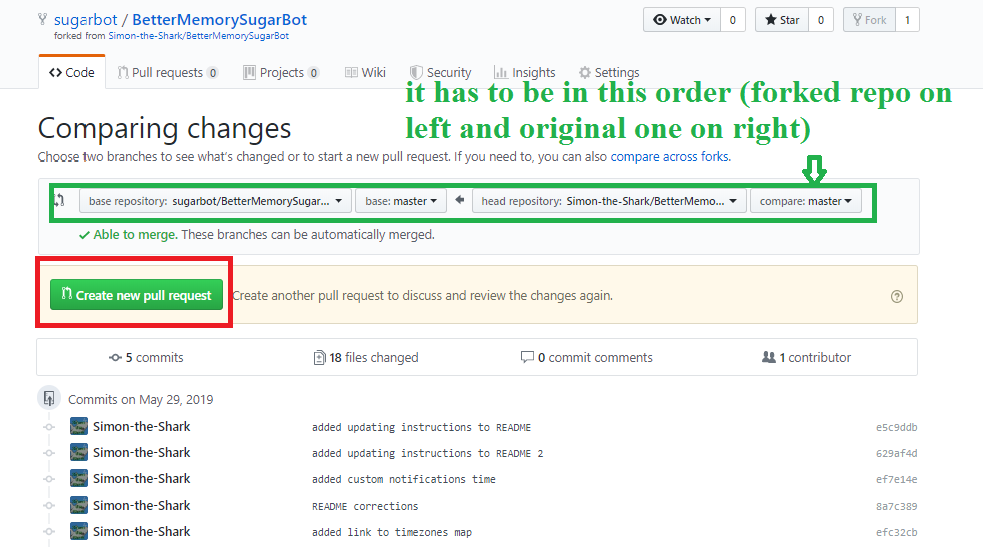 sugarbot / BetterMemorySugarBot
Watch 0 Star 0 Fork 1
forked from Simon-the-Shark/BetterMemorySugarBot
Code Pull requests 0 Projects 0 Wiki Security Insights Settings
it has to be in this order (forked repo on
left and original one on right)
Comparing changes
Choose two branches to see what's changed or to start a new pull request. If you need to, you can also compare across forks.
base repository: sugarbot/BetterMemorySugar... base: master head repository: Simon-the-Shark/BetterMemo... compare: master
Able to merge. These branches can be automatically merged.
Create new pull request Create another pull request to discuss and review the changes again.
5 commits 18 files changed 0 commit comments 1 contributor
Commits on May 29, 2019
Simon-the-Shark added updating instructions to README e5c9ddb
Simon-the-Shark added updating instructions to README 2 629af4d
Simon-the-Shark added custom notifications time ef7e14e
Simon-the-Shark README corrections 8a7c389
Simon-the-Shark added link to timezones map efc32cb